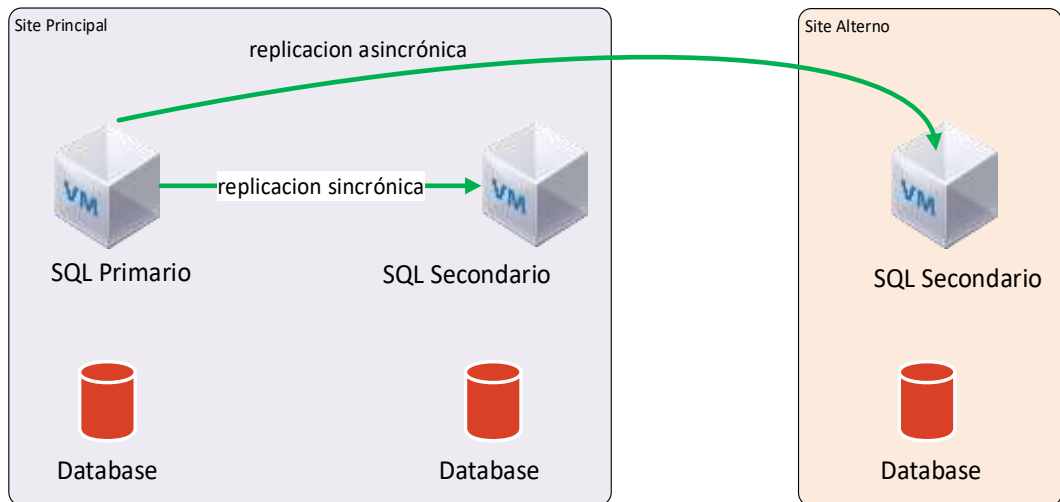 Site Principal
Site Alterno
replicacion asincrónica
VM
VM
VM
replicacion sincrónica
SQL Primario
SQL Secondario
SQL Secondario
Database
Database
Database